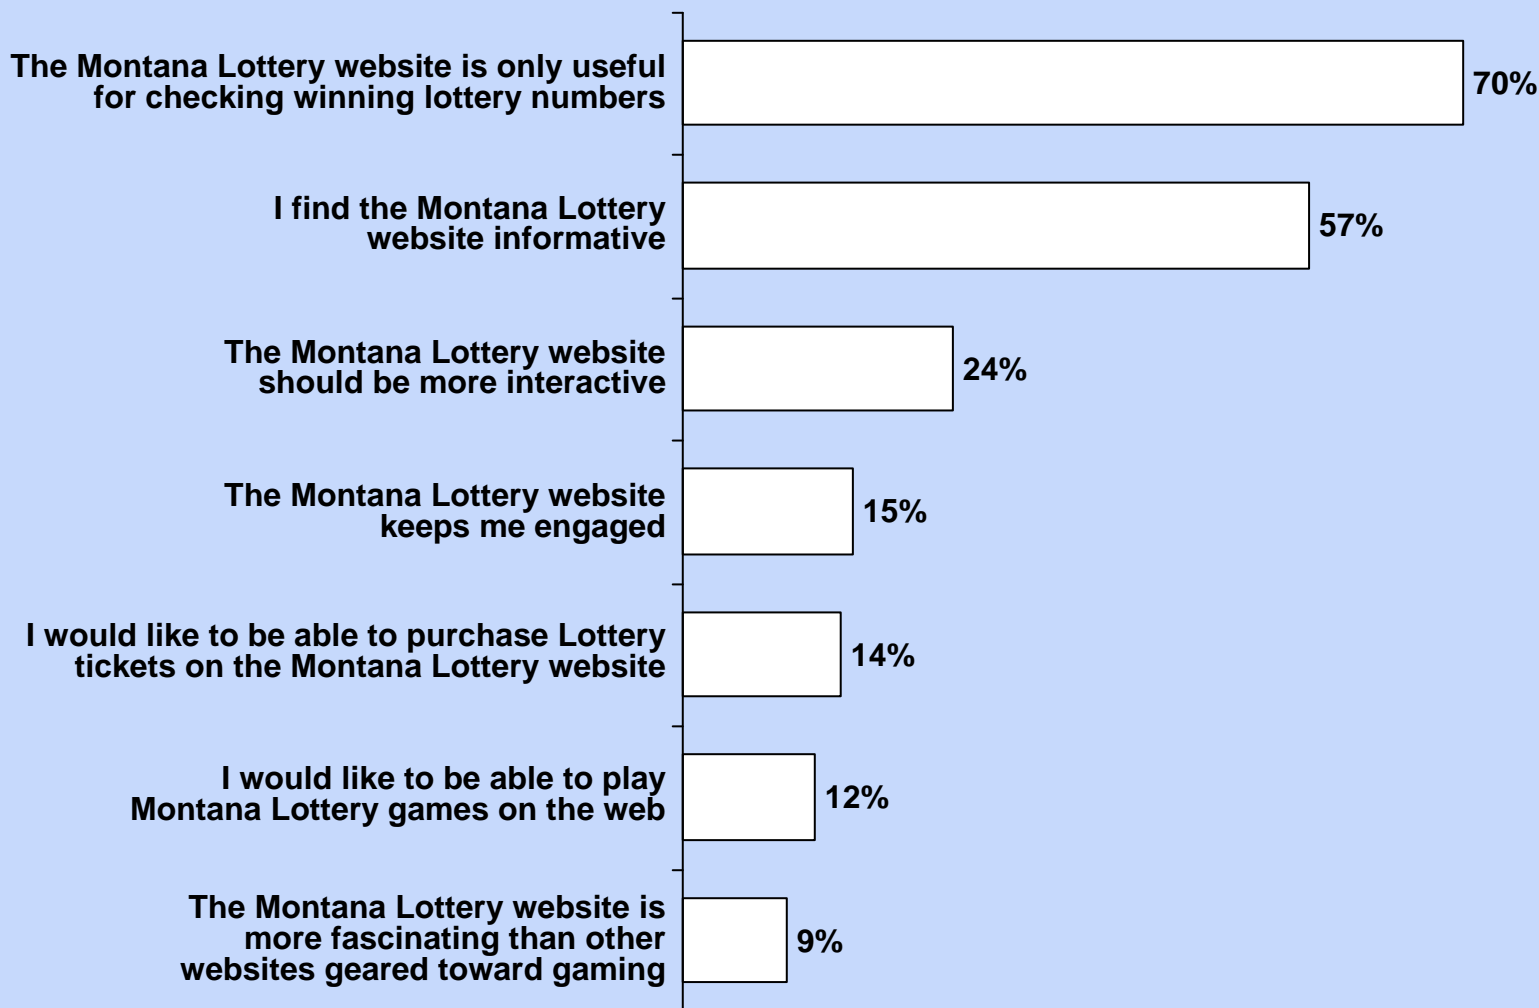 The Montana Lottery website is only useful
for checking winning lottery numbers
70%
I find the Montana Lottery
website informative
57%
The Montana Lottery website
should be more interactive
24%
The Montana Lottery website
keeps me engaged
15%
I would like to be able to purchase Lottery
tickets on the Montana Lottery website
14%
I would like to be able to play
Montana Lottery games on the web
12%
The Montana Lottery website is
more fascinating than other
websites geared toward gaming
9%